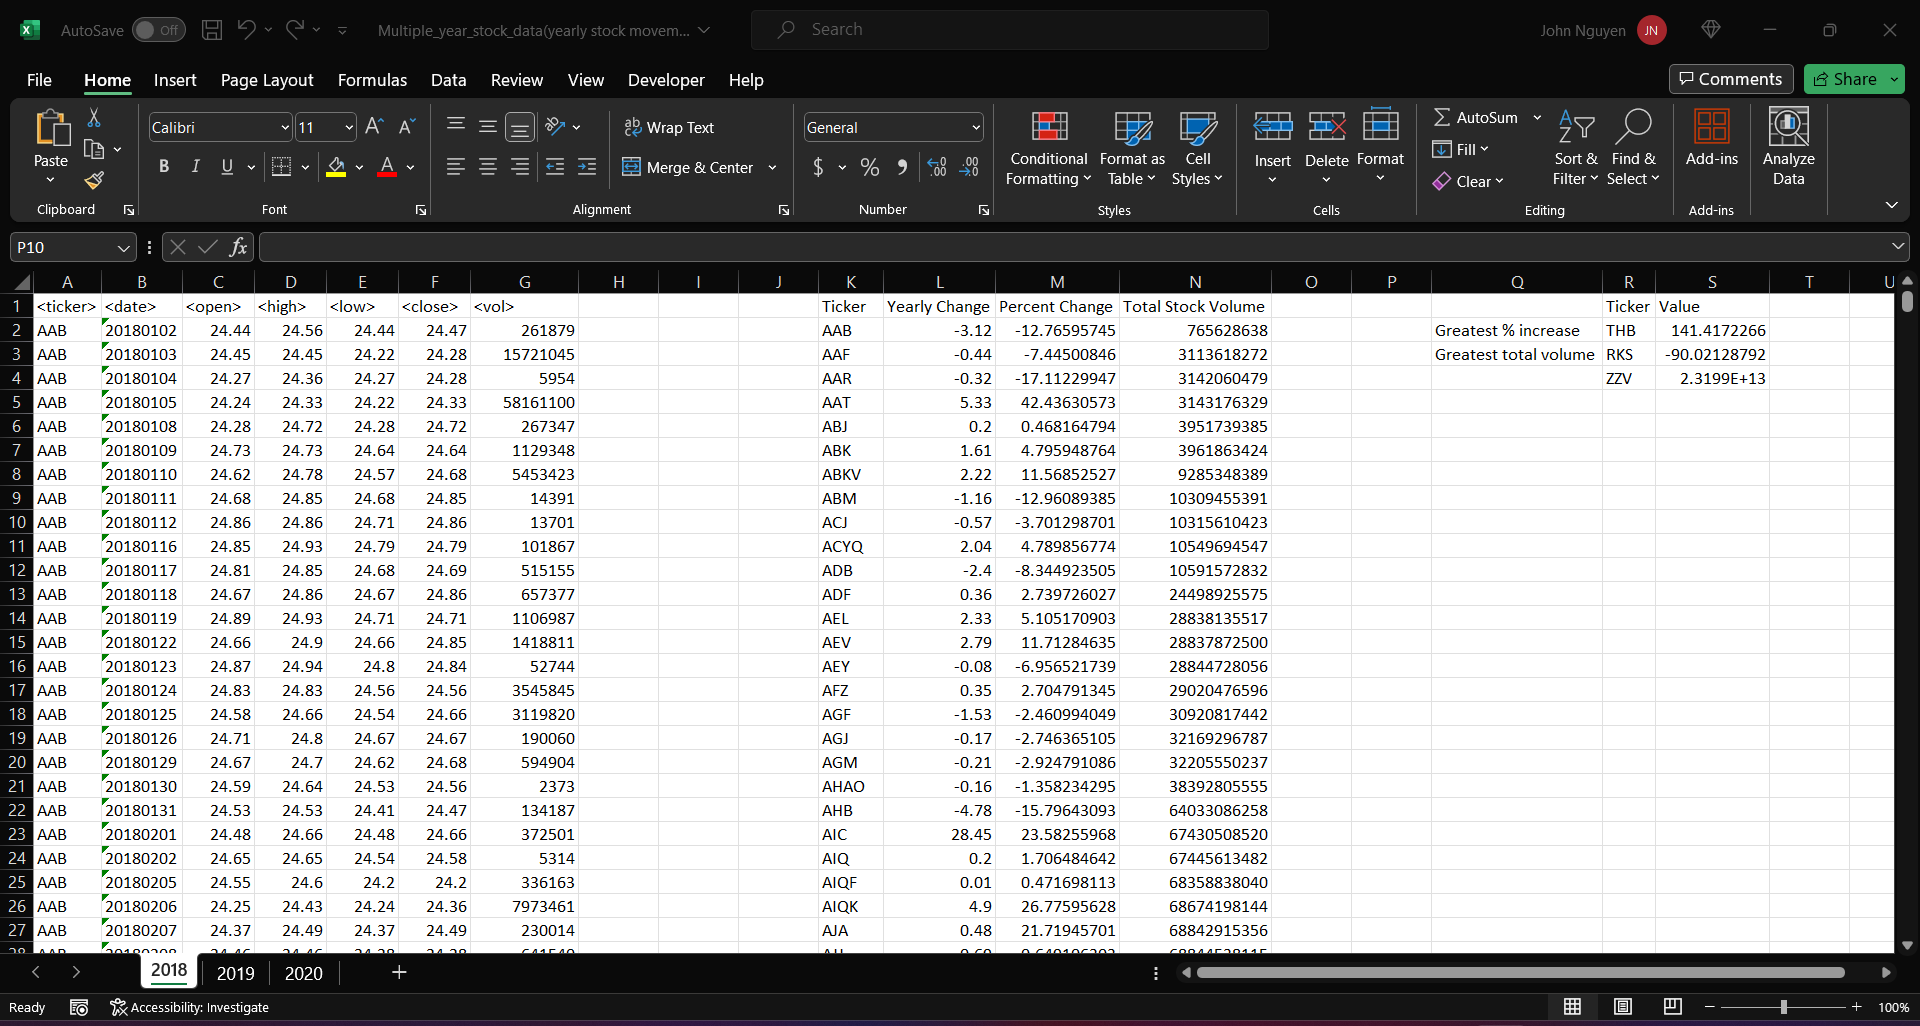 AutoSave Off Multiple_year_stock_data(yearly stock movem... Search John Nguyen JN
File Home Insert Page Layout Formulas Data Review View Developer Help Comments Share
Paste Calibri 11 Wrap Text General Conditional Formatting Format as Table Cell Styles Insert Delete Format AutoSum Sort & Filter Find & Select Add-ins Analyze Data
B I U A Merge & Center $ % Fill Clear
Clipboard Font Alignment Number Styles Cells Editing Add-ins
P10 fx
A B C D E F G H I J K L M N O P Q R S T U
1 <ticker> <date> <open> <high> <low> <close> <vol> Ticker Yearly Change Percent Change Total Stock Volume Ticker Value
2 AAB 20180102 24.44 24.56 24.44 24.47 261879 AAB -3.12 -12.76595745 765628638 Greatest % increase THB 141.4172266
3 AAB 20180103 24.45 24.45 24.22 24.28 15721045 AAF -0.44 -7.44500846 3113618272 Greatest total volume RKS -90.02128792
4 AAB 20180104 24.27 24.36 24.27 24.28 5954 AAR -0.32 -17.11229947 3142060479 ZZV 2.3199E+13
5 AAB 20180105 24.24 24.33 24.22 24.33 58161100 AAT 5.33 42.43630573 3143176329
6 AAB 20180108 24.28 24.72 24.28 24.72 267347 ABJ 0.2 0.468164794 3951739385
7 AAB 20180109 24.73 24.73 24.64 24.64 1129348 ABK 1.61 4.795948764 3961863424
8 AAB 20180110 24.62 24.78 24.57 24.68 5453423 ABKV 2.22 11.56852527 9285348389
9 AAB 20180111 24.68 24.85 24.68 24.85 14391 ABM -1.16 -12.96089385 10309455391
10 AAB 20180112 24.86 24.86 24.71 24.86 13701 ACJ -0.57 -3.701298701 10315610423
11 AAB 20180116 24.85 24.93 24.79 24.79 101867 ACYQ 2.04 4.789856774 10549694547
12 AAB 20180117 24.81 24.85 24.68 24.69 515155 ADB -2.4 -8.344923505 10591572832
13 AAB 20180118 24.67 24.86 24.67 24.86 657377 ADF 0.36 2.739726027 24498925575
14 AAB 20180119 24.89 24.93 24.71 24.71 1106987 AEL 2.33 5.105170903 28838135517
15 AAB 20180122 24.66 24.9 24.66 24.85 1418811 AEV 2.79 11.71284635 28837872500
16 AAB 20180123 24.87 24.94 24.8 24.84 52744 AEY -0.08 -6.956521739 28844728056
17 AAB 20180124 24.83 24.83 24.56 24.56 3545845 AFZ 0.35 2.704791345 29020476596
18 AAB 20180125 24.58 24.66 24.54 24.66 3119820 AGF -1.53 -2.460994049 30920817442
19 AAB 20180126 24.71 24.8 24.67 24.67 190060 AGJ -0.17 -2.746365105 32169296787
20 AAB 20180129 24.67 24.7 24.62 24.68 594904 AGM -0.21 -2.924791086 32205550237
21 AAB 20180130 24.59 24.64 24.53 24.56 2373 AHAO -0.16 -1.358234295 38392805555
22 AAB 20180131 24.53 24.53 24.41 24.47 134187 AHB -4.78 -15.79643093 64033086258
23 AAB 20180201 24.48 24.66 24.48 24.66 372501 AIC 28.45 23.58255968 67430508520
24 AAB 20180202 24.65 24.65 24.54 24.58 5314 AIQ 0.2 1.706484642 67445613482
25 AAB 20180205 24.55 24.6 24.2 24.2 336163 AIQF 0.01 0.471698113 68358838040
26 AAB 20180206 24.25 24.43 24.24 24.36 7973461 AIQK 4.9 26.77595628 68674198144
27 AAB 20180207 24.37 24.49 24.37 24.49 230014 AJA 0.48 21.71945701 68842915356
2018 2019 2020
Ready Accessibility: Investigate 100%